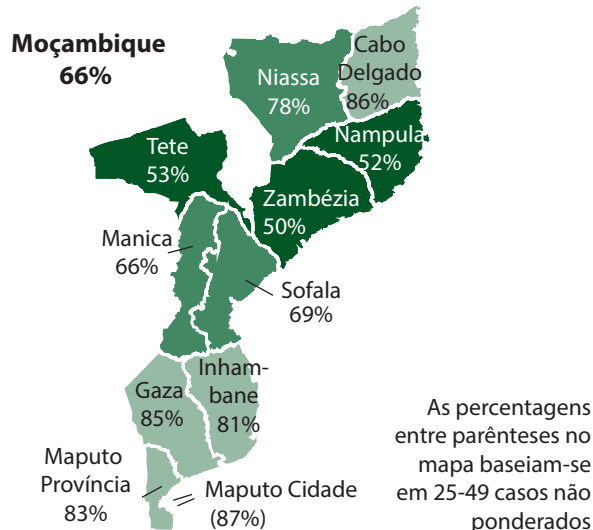 Moçambique
66%
Cabo
Delgado
86%
Niassa
78%
Nampula
52%
Tete
53%
Zambézia
50%
Manica
66%
Sofala
69%
Inham-
bane
81%
Gaza
85%
Maputo
Província
83%
Maputo Cidade
(87%)
As percentagens
entre parênteses no
mapa baseiam-se
em 25-49 casos não
ponderados